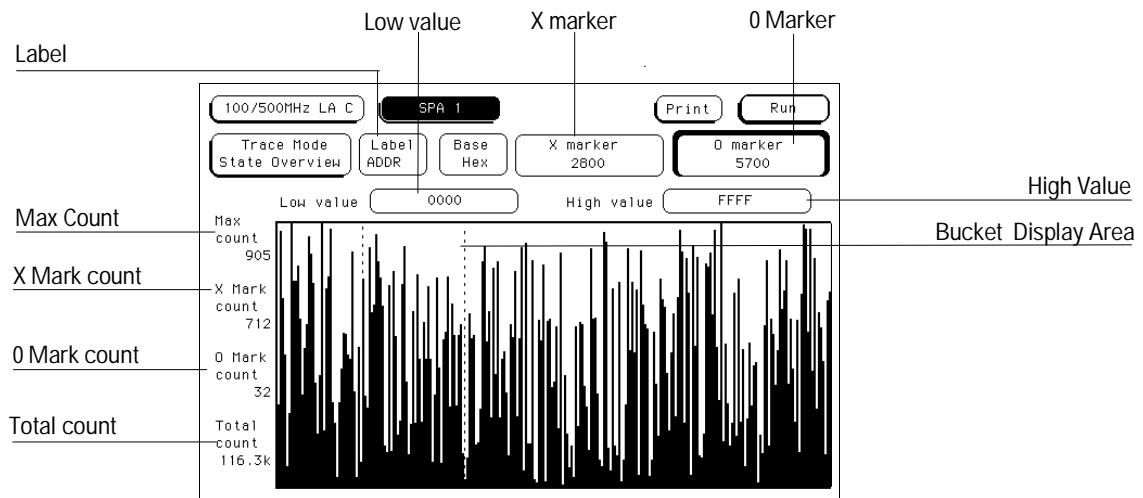 Low value
X marker
0 Marker
Label
100/500MHz LA C
SPA 1
Print
Run
Trace Mode
State Overview
Label
ADDR
Base
Hex
X marker
2800
O marker
5700
High Value
Low value
0000
High value
FFFF
Max Count
Max
count
905
Bucket Display Area
X Mark count
X Mark
count
712
0 Mark count
O Mark
count
32
Total count
Total
count
116.3k